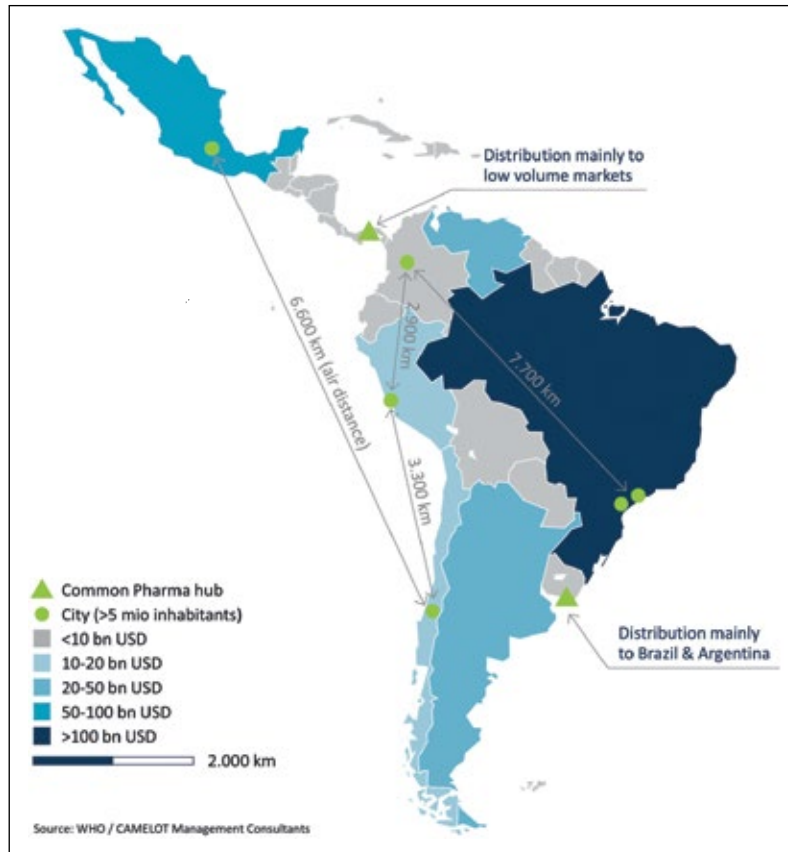 Distribution mainly to
low volume markets
6.600 km (air distance)
2.900 km
7.700 km
3.300 km
Common Pharma hub
City (>5 mio inhabitants)
<10 bn USD
10-20 bn USD
20-50 bn USD
50-100 bn USD
>100 bn USD
2.000 km
Distribution mainly
to Brazil & Argentina
Source: WHO / CAMELOT Management Consultants